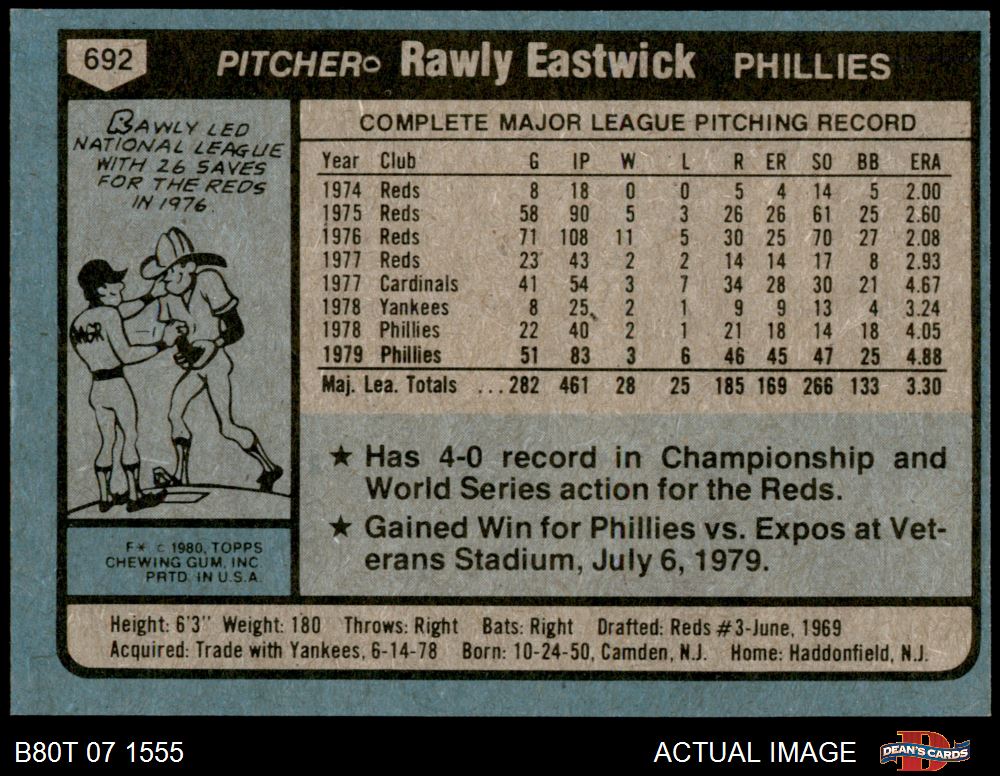 692
PITCHER Rawly Eastwick PHILLIES
RAWLY LED
NATIONAL LEAGUE
WITH 26 SAVES
FOR THE REDS
IN 1976.
MGR
F* © 1980, TOPPS
CHEWING GUM, INC
PRTD. IN U.S.A.
COMPLETE MAJOR LEAGUE PITCHING RECORD
Year Club G IP W L R ER SO BB ERA
1974 Reds 8 18 0 0 5 4 14 5 2.00
1975 Reds 58 90 5 3 26 26 61 25 2.60
1976 Reds 71 108 11 5 30 25 70 27 2.08
1977 Reds 23 43 2 2 14 14 17 8 2.93
1977 Cardinals 41 54 3 7 34 28 30 21 4.67
1978 Yankees 8 25 2 1 9 9 13 4 3.24
1978 Phillies 22 40 2 1 21 18 14 18 4.05
1979 Phillies 51 83 3 6 46 45 47 25 4.88
Maj. Lea. Totals ...282 461 28 25 185 169 266 133 3.30
★ Has 4-0 record in Championship and
World Series action for the Reds.
★ Gained Win for Phillies vs. Expos at Vet-
erans Stadium, July 6, 1979.
Height: 6'3" Weight: 180 Throws: Right Bats: Right Drafted: Reds #3-June, 1969
Acquired: Trade with Yankees, 6-14-78 Born: 10-24-50, Camden, N.J. Home: Haddonfield, N.J.
B80T 07 1555
ACTUAL IMAGE
D
DEAN'S CARDS